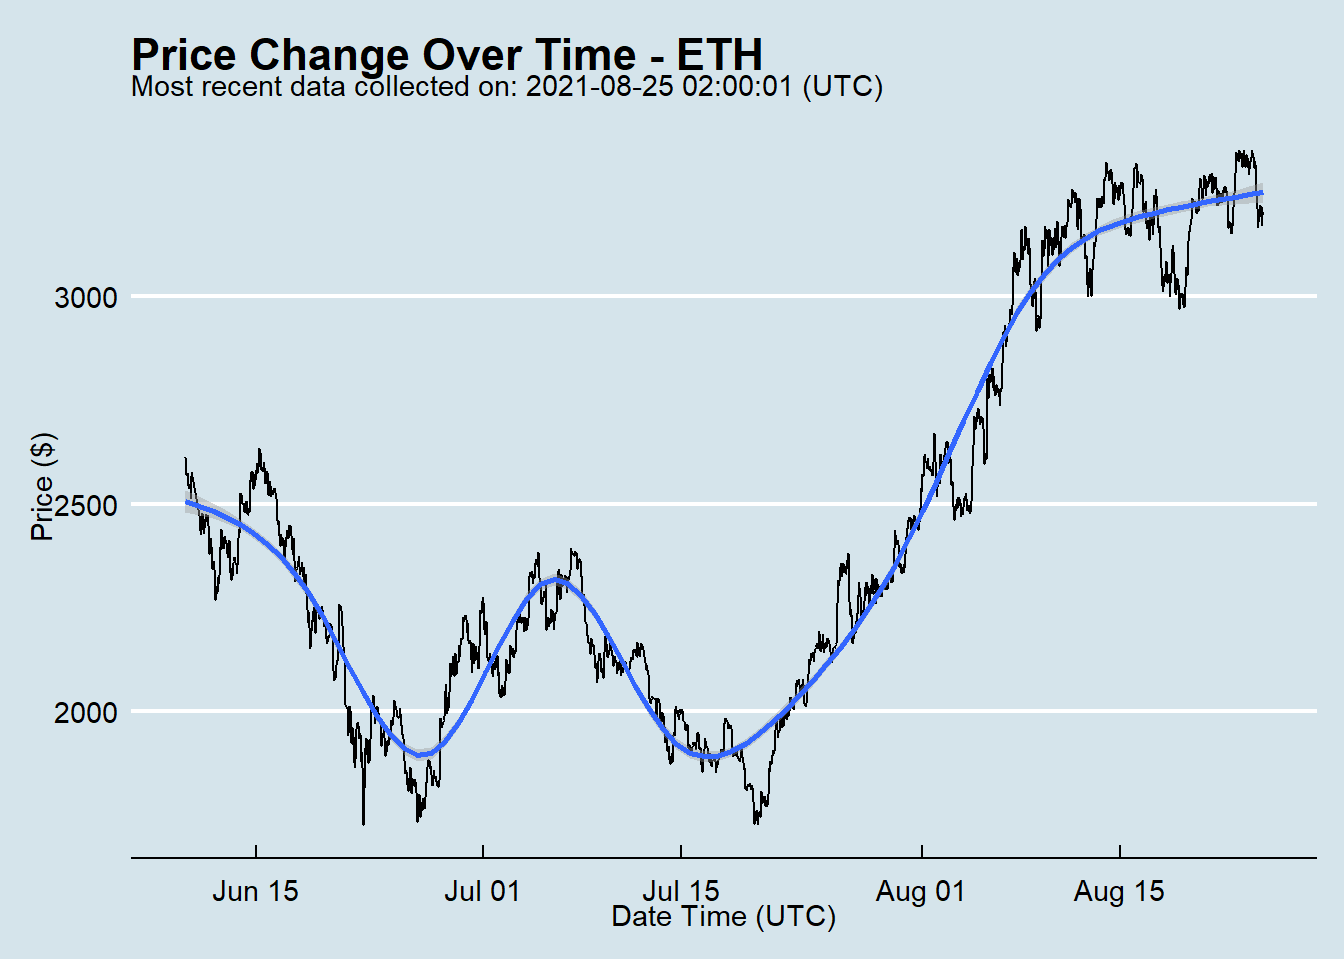 Price Change Over Time - ETH
Most recent data collected on: 2021-08-25 02:00:01 (UTC)
Price ($)
3000
2500
2000
Jun 15
Jul 01
Jul 15
Aug 01
Aug 15
Date Time (UTC)